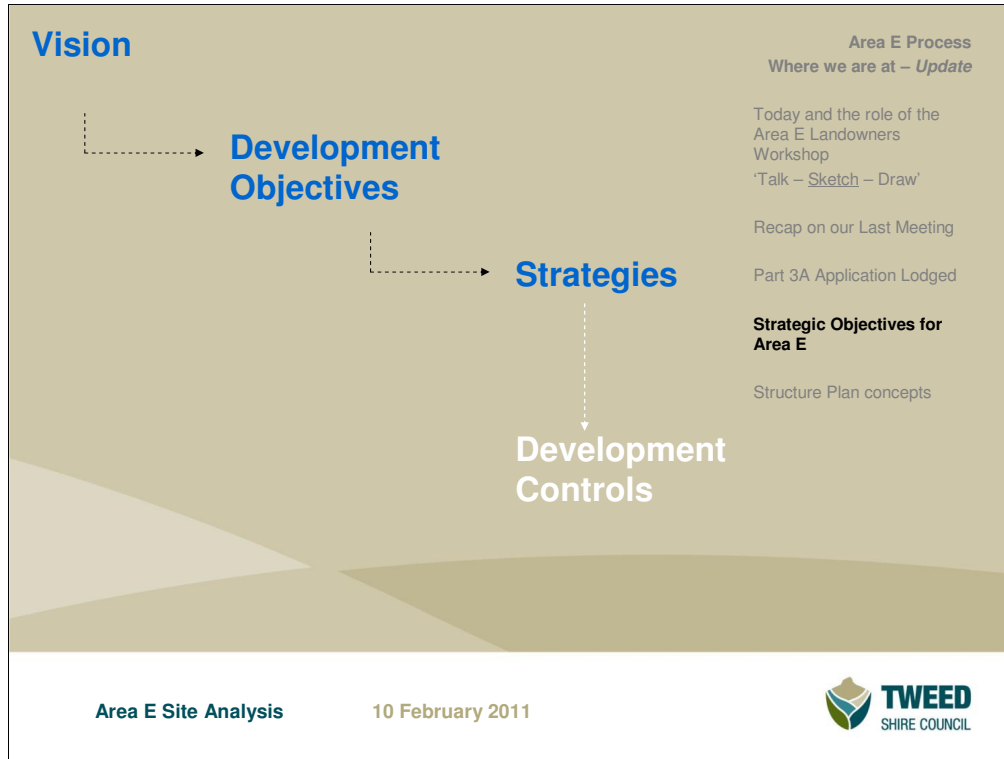 Vision
Development
Objectives
Strategies
Development
Controls
Area E Process
Where we are at – Update
Today and the role of the
Area E Landowners
Workshop
‘Talk – Sketch – Draw’
Recap on our Last Meeting
Part 3A Application Lodged
Strategic Objectives for
Area E
Structure Plan concepts
Area E Site Analysis
10 February 2011
TWEED
SHIRE COUNCIL